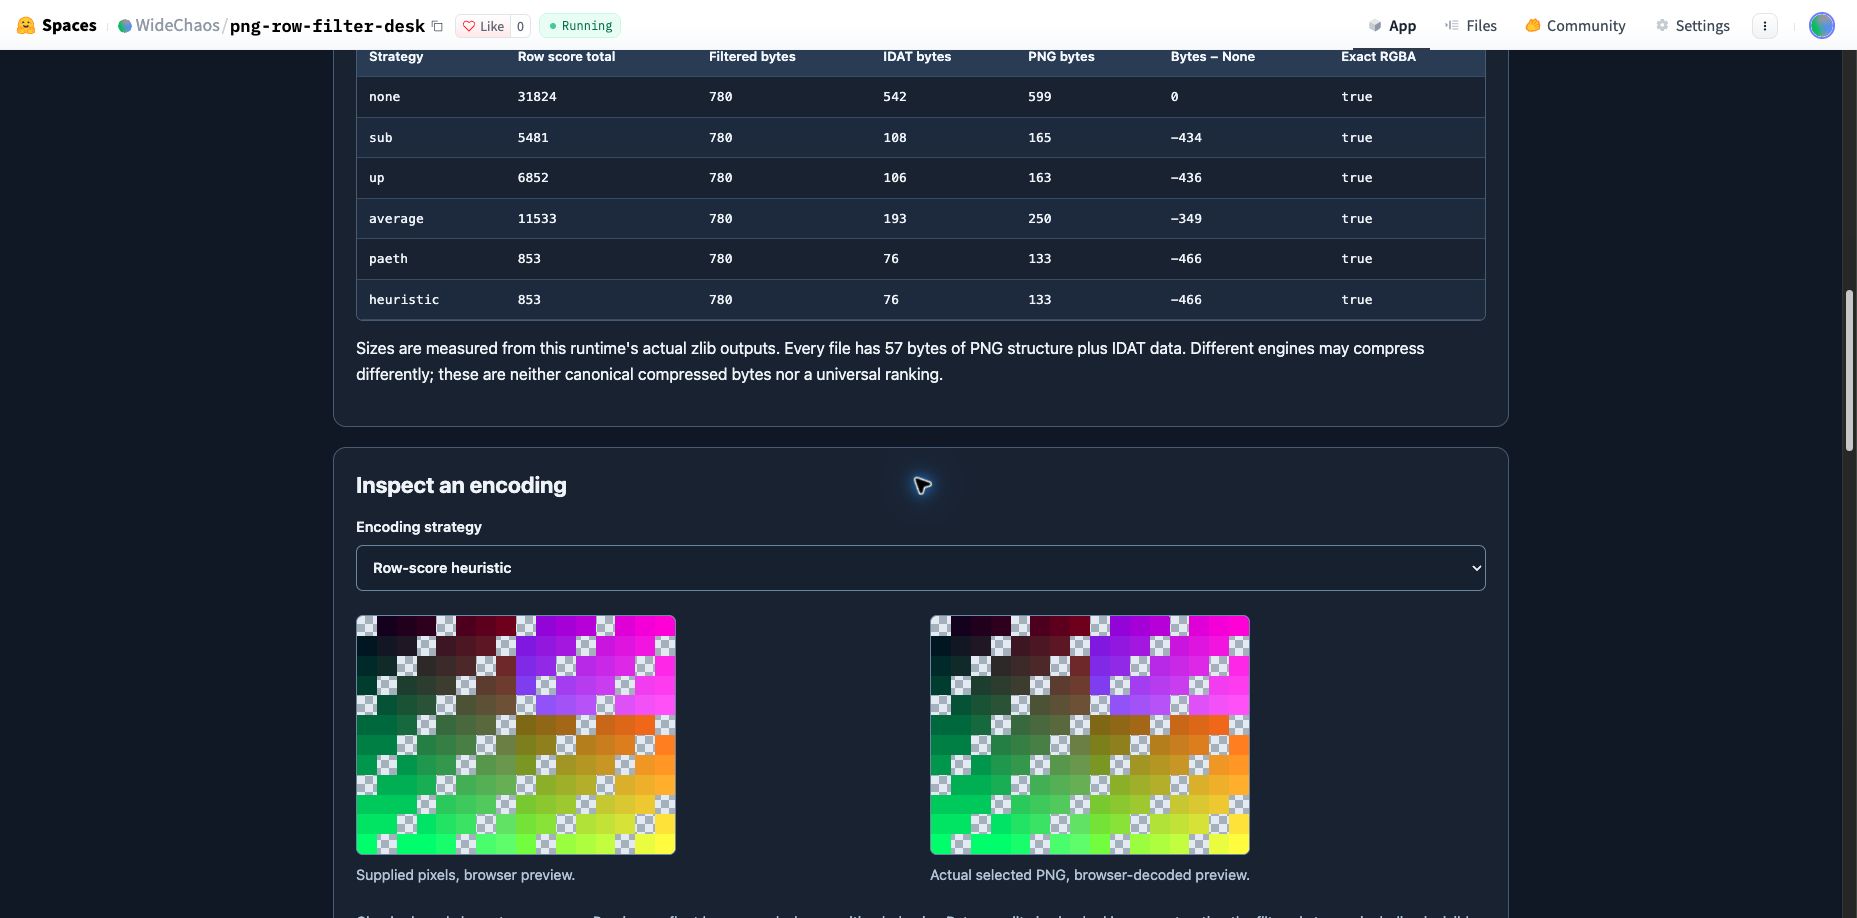 Spaces WideChaos/png-row-filter-desk Like 0 Running App Files Community Settings
Strategy Row score total Filtered bytes IDAT bytes PNG bytes Bytes – None Exact RGBA
none 31824 780 542 599 0 true
sub 5481 780 108 165 −434 true
up 6852 780 106 163 −436 true
average 11533 780 193 250 −349 true
paeth 853 780 76 133 −466 true
heuristic 853 780 76 133 −466 true
Sizes are measured from this runtime's actual zlib outputs. Every file has 57 bytes of PNG structure plus IDAT data. Different engines may compress
differently; these are neither canonical compressed bytes nor a universal ranking.
Inspect an encoding
Encoding strategy
Row-score heuristic
Supplied pixels, browser preview.
Actual selected PNG, browser-decoded preview.